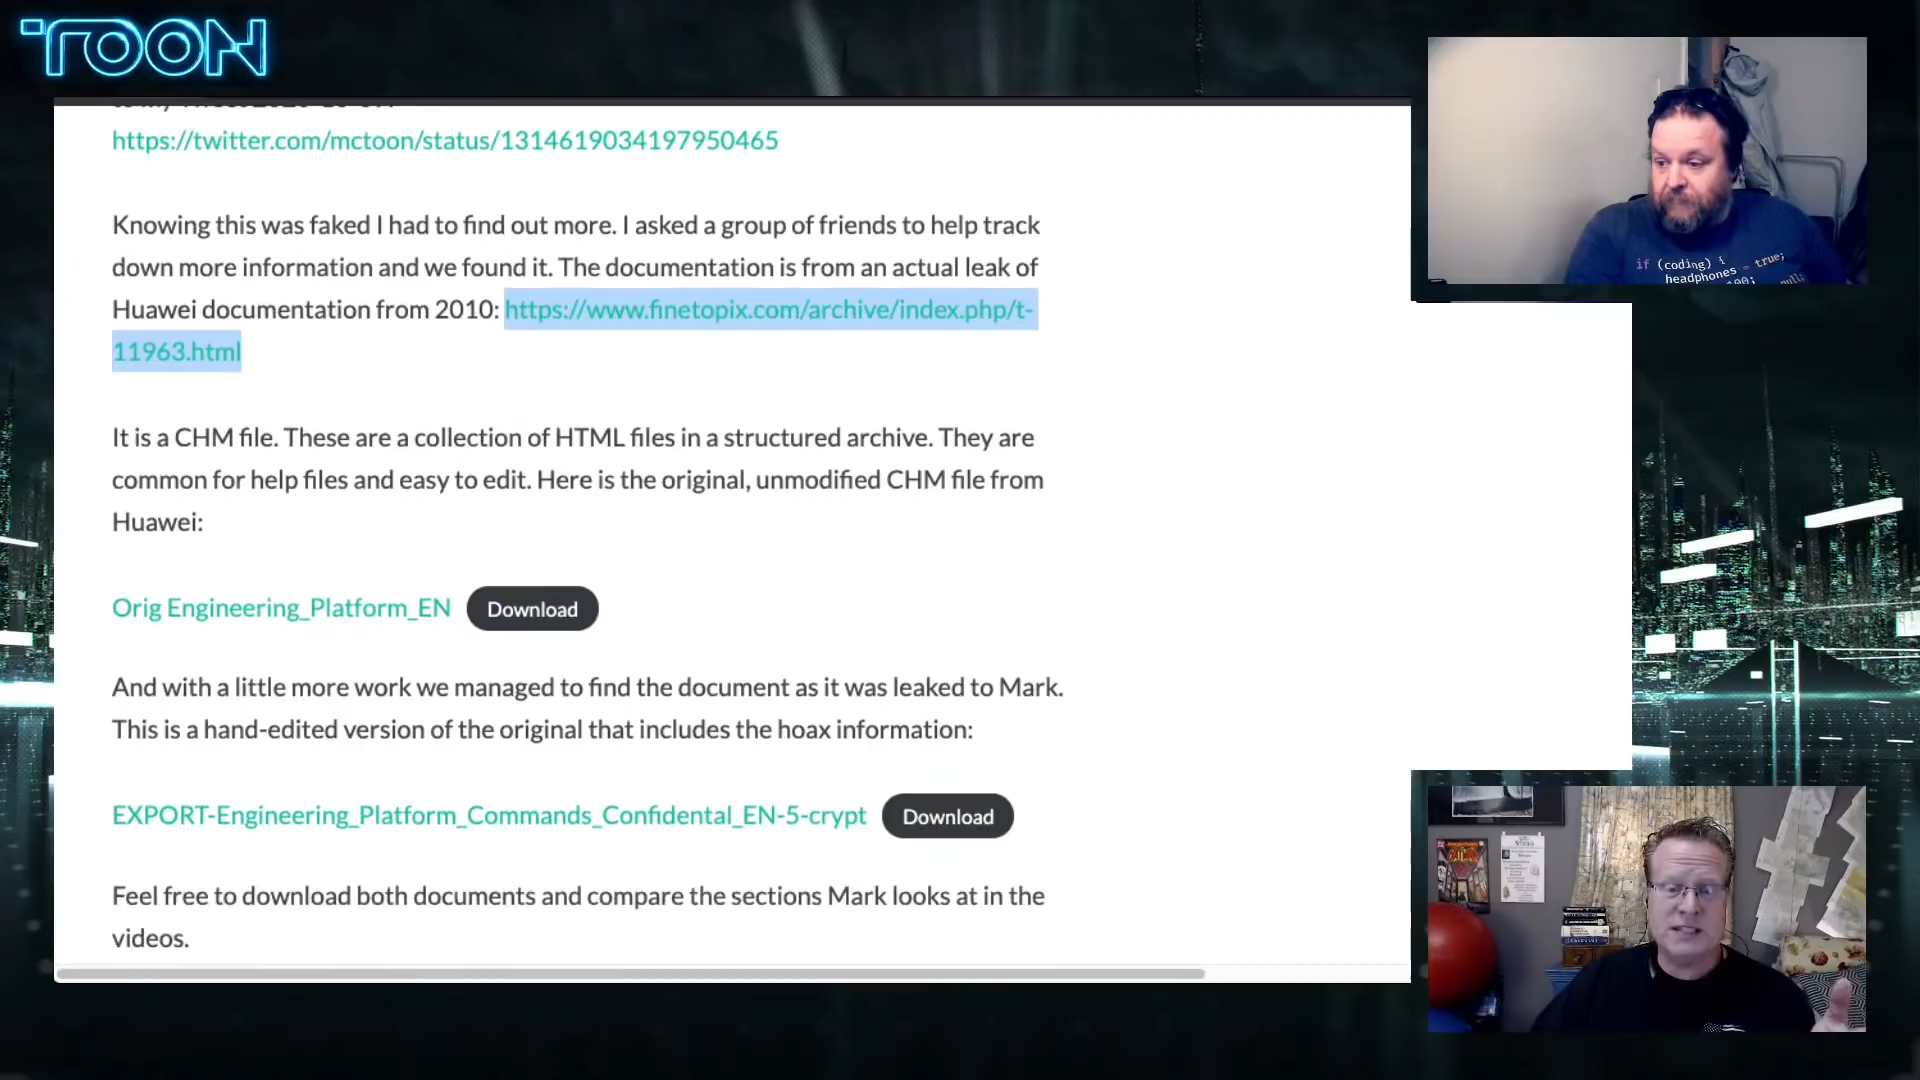 TOON
https://twitter.com/mctoon/status/1314619034197950465
Knowing this was faked I had to find out more. I asked a group of friends to help track
down more information and we found it. The documentation is from an actual leak of
Huawei documentation from 2010: https://www.finetopix.com/archive/index.php/t-
11963.html
It is a CHM file. These are a collection of HTML files in a structured archive. They are
common for help files and easy to edit. Here is the original, unmodified CHM file from
Huawei:
Orig Engineering_Platform_EN Download
And with a little more work we managed to find the document as it was leaked to Mark.
This is a hand-edited version of the original that includes the hoax information:
EXPORT-Engineering_Platform_Commands_Confidental_EN-5-crypt Download
Feel free to download both documents and compare the sections Mark looks at in the
videos.
if (coding) {
headphones = true;